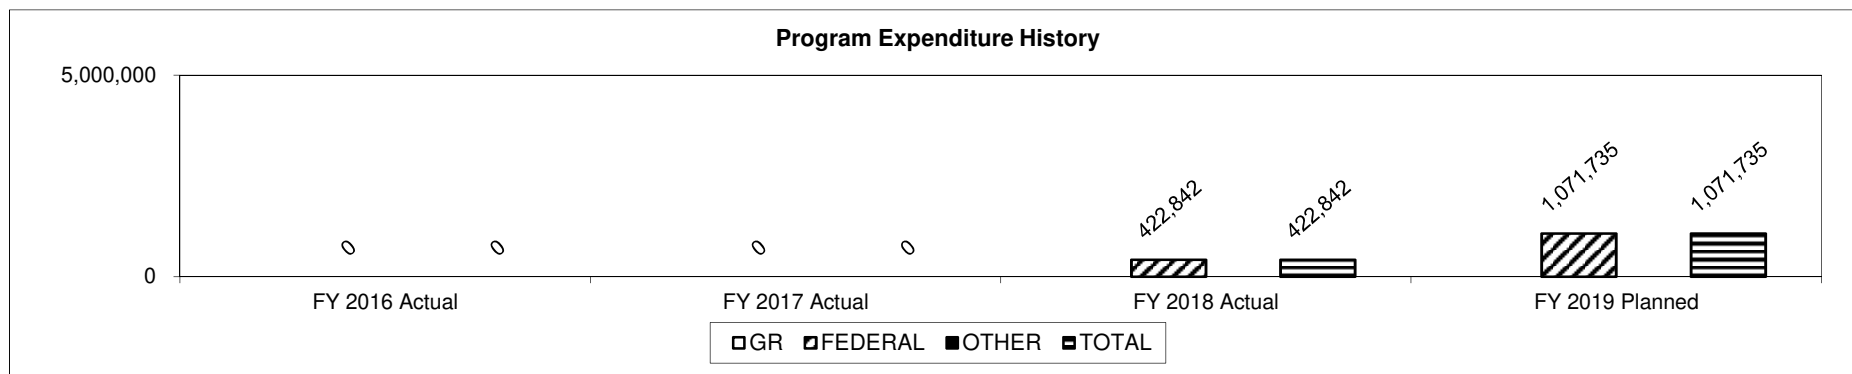 Program Expenditure History
5,000,000
0
0 0 0 0 422,842 422,842 1,071,735 1,071,735
FY 2016 Actual FY 2017 Actual FY 2018 Actual FY 2019 Planned
GR FEDERAL OTHER TOTAL